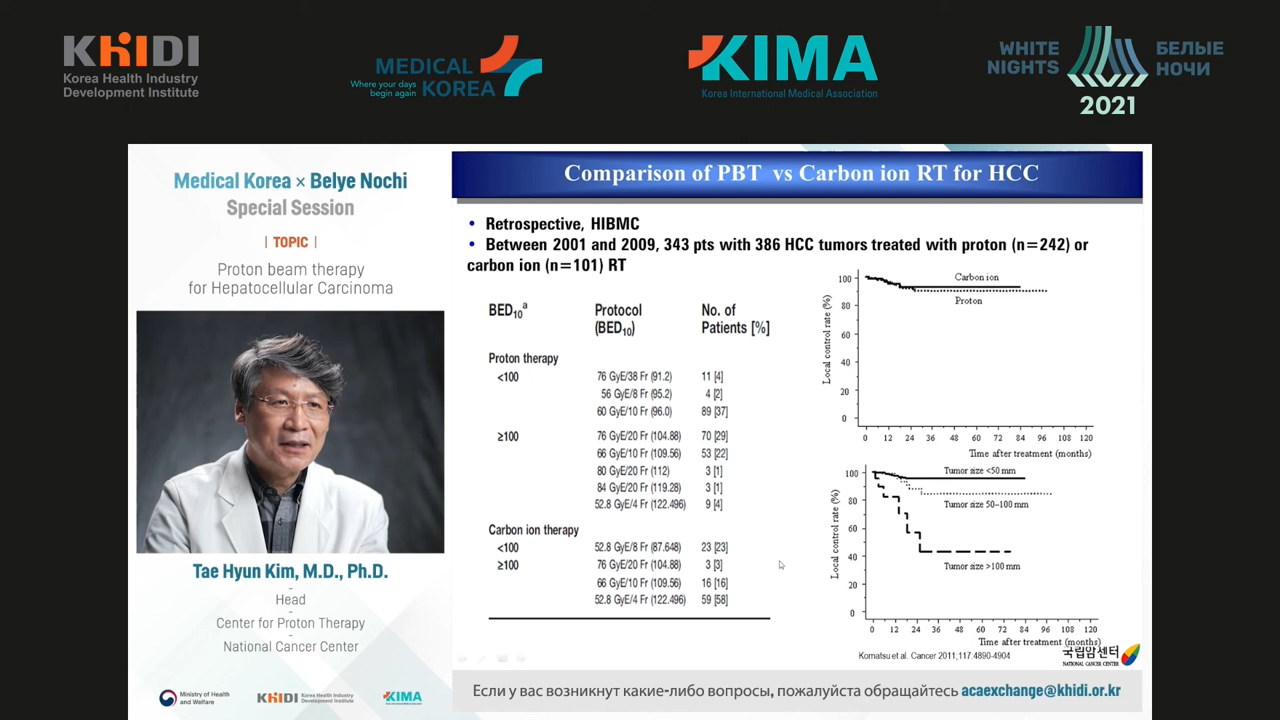 KHIDI
Korea Health Industry
Development Institute
MEDICAL
KOREA
Where your days
begin again
KIMA
Korea International Medical Association
WHITE
NIGHTS
БЕЛЫЕ
НОЧИ
2021
Medical Korea × Belye Nochi
Special Session
| TOPIC |
Proton beam therapy
for Hepatocellular Carcinoma
Tae Hyun Kim, M.D., Ph.D.
Head
-
Center for Proton Therapy
-
National Cancer Center
Ministry of Health
and Welfare
KHIDI
Korea Health Industry
Development Institute
KIMA
Comparison of PBT vs Carbon ion RT for HCC
• Retrospective, HIBMC
• Between 2001 and 2009, 343 pts with 386 HCC tumors treated with proton (n=242) or
carbon ion (n=101) RT
BED10a Protocol (BED10) No. of Patients [%]
Proton therapy
<100 76 GyE/38 Fr (91.2) 11 [4]
56 GyE/8 Fr (95.2) 4 [2]
60 GyE/10 Fr (96.0) 89 [37]
≥100 76 GyE/20 Fr (104.88) 70 [29]
66 GyE/10 Fr (109.56) 53 [22]
80 GyE/20 Fr (112) 3 [1]
84 GyE/20 Fr (119.28) 3 [1]
52.8 GyE/4 Fr (122.496) 9 [4]
Carbon ion therapy
<100 52.8 GyE/8 Fr (87.648) 23 [23]
≥100 76 GyE/20 Fr (104.88) 3 [3]
66 GyE/10 Fr (109.56) 16 [16]
52.8 GyE/4 Fr (122.496) 59 [58]
Local control rate (%)
100
80
60
40
20
0
Carbon ion
Proton
0 12 24 36 48 60 72 84 96 108 120
Time after treatment (months)
Local control rate (%)
100
80
60
40
20
0
Tumor size <50 mm
Tumor size 50–100 mm
Tumor size >100 mm
0 12 24 36 48 60 72 84 96 108 120
Time after treatment (months)
Komatsu et al. Cancer 2011;117:4890-4904
국립암센터
NATIONAL CANCER CENTER
Если у вас возникнут какие-либо вопросы, пожалуйста обращайтесь acaexchange@khidi.or.kr